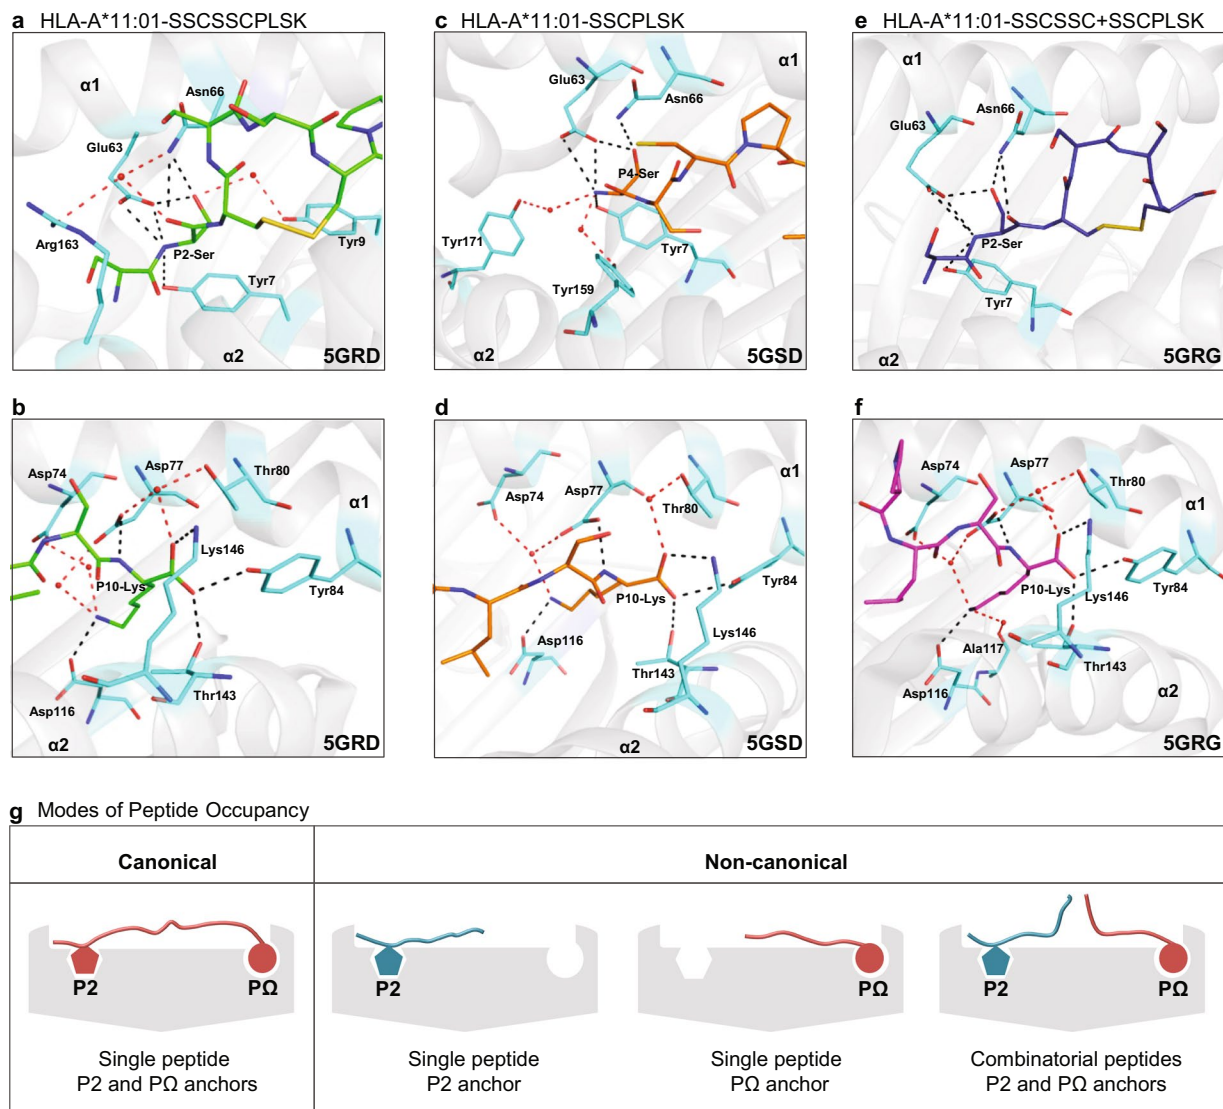 a HLA-A*11:01-SSCSSCPLSK
α1
Asn66
Glu63
Arg163
P2-Ser
Tyr9
Tyr7
α2
5GRD
c HLA-A*11:01-SSCPLSK
α1
Glu63
Asn66
P4-Ser
Tyr171
Tyr7
Tyr159
α2
5GSD
e HLA-A*11:01-SSCSSC+SSCPLSK
α1
Asn66
Glu63
P2-Ser
Tyr7
α2
5GRG
b
Asp74
Asp77
Thr80
α1
Lys146
P10-Lys
Tyr84
Thr143
Asp116
α2
5GRD
d
α1
Asp74
Asp77
Thr80
Tyr84
P10-Lys
Lys146
Asp116
Thr143
α2
5GSD
f
Asp74
Asp77
Thr80
α1
P10-Lys
Tyr84
Lys146
Ala117
Thr143
Asp116
α2
5GRG
g Modes of Peptide Occupancy
Canonical
Non-canonical
P2
PΩ
P2
PΩ
P2
PΩ
Single peptide
P2 and PΩ anchors
Single peptide
P2 anchor
Single peptide
PΩ anchor
Combinatorial peptides
P2 and PΩ anchors